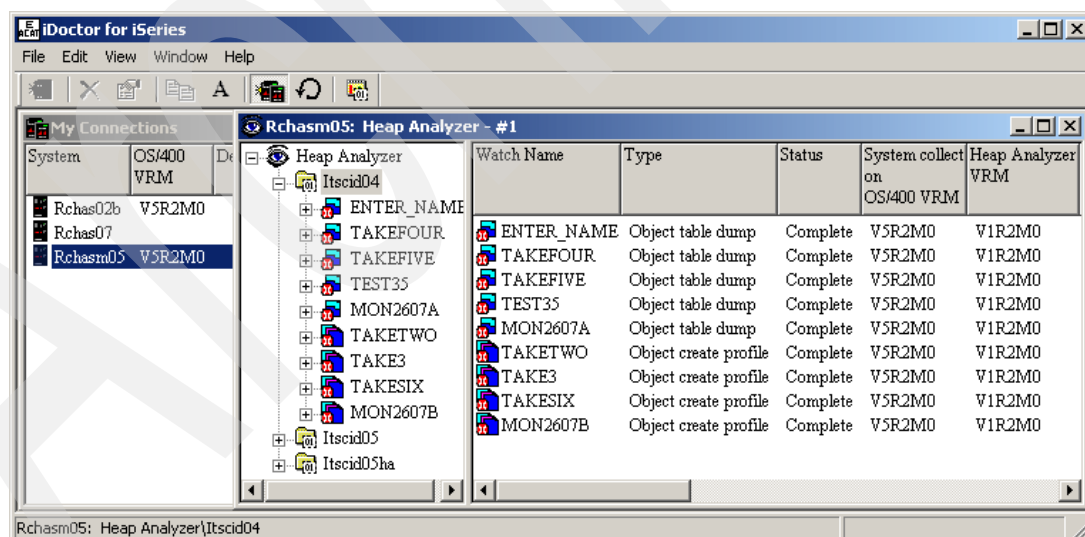 iDoctor for iSeries
File Edit View Window Help
A
My Connections
System OS/400 VRM De
Rchas02b V5R2M0
Rchas07
Rchasm05 V5R2M0
Rchasm05: Heap Analyzer - #1
Heap Analyzer
Itscid04
ENTER_NAME
TAKEFOUR
TAKEFIVE
TEST35
MON2607A
TAKETWO
TAKE3
TAKESIX
MON2607B
Itscid05
Itscid05ha
Watch Name Type Status System collect on OS/400 VRM Heap Analyzer VRM
ENTER_NAME Object table dump Complete V5R2M0 V1R2M0
TAKEFOUR Object table dump Complete V5R2M0 V1R2M0
TAKEFIVE Object table dump Complete V5R2M0 V1R2M0
TEST35 Object table dump Complete V5R2M0 V1R2M0
MON2607A Object table dump Complete V5R2M0 V1R2M0
TAKETWO Object create profile Complete V5R2M0 V1R2M0
TAKE3 Object create profile Complete V5R2M0 V1R2M0
TAKESIX Object create profile Complete V5R2M0 V1R2M0
MON2607B Object create profile Complete V5R2M0 V1R2M0
Rchasm05: Heap Analyzer\Itscid04